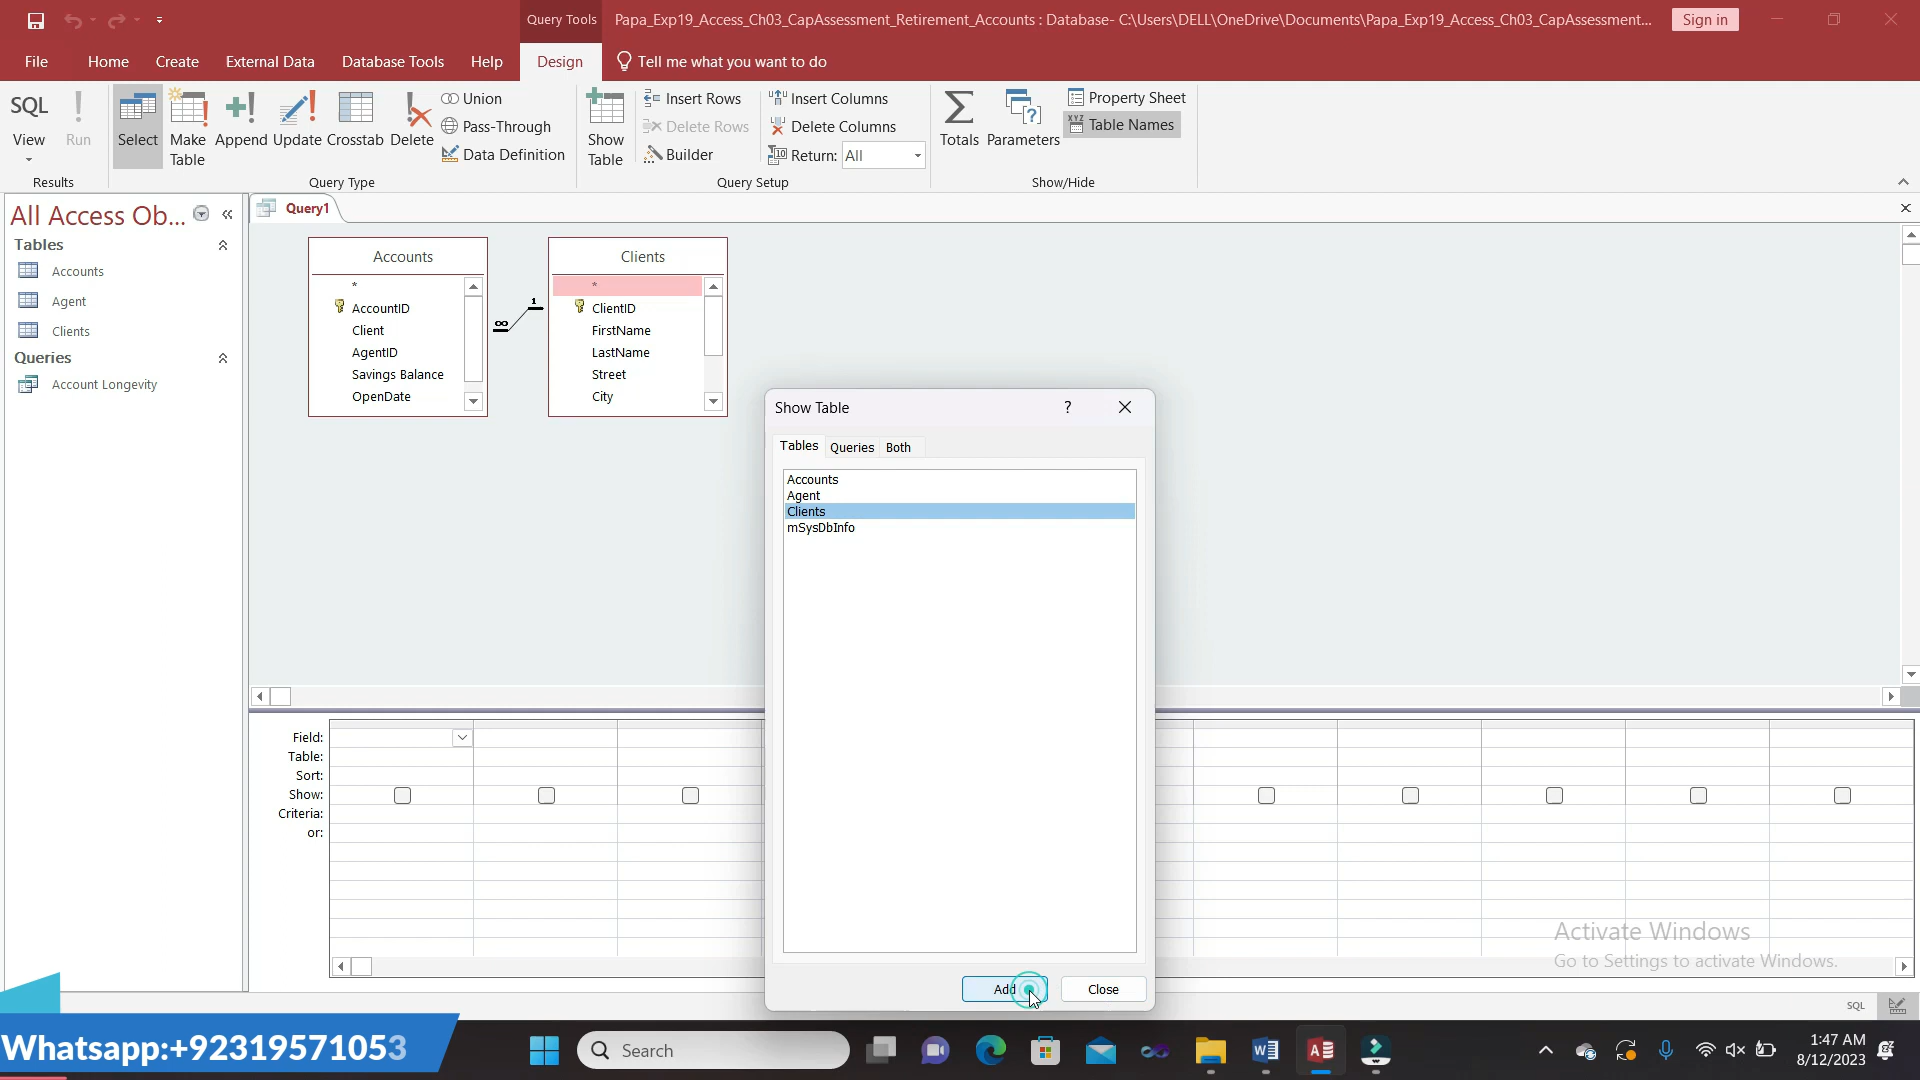 Query Tools
Papa_Exp19_Access_Ch03_CapAssessment_Retirement_Accounts : Database- C:\Users\DELL\OneDrive\Documents\Papa_Exp19_Access_Ch03_CapAssessment...
Sign in
File
Home
Create
External Data
Database Tools
Help
Design
Tell me what you want to do
SQL
View
Run
Select
Make
Table
Append
Update
Crosstab
Delete
Union
Pass-Through
Data Definition
Show
Table
Insert Rows
Delete Rows
Builder
Insert Columns
Delete Columns
Return: All
Totals
Parameters
Property Sheet
Table Names
Results
Query Type
Query Setup
Show/Hide
All Access Ob...
Tables
Accounts
Agent
Clients
Queries
Account Longevity
Query1
Accounts
*
AccountID
Client
AgentID
Savings Balance
OpenDate
∞
1
Clients
*
ClientID
FirstName
LastName
Street
City
Show Table
?
Tables
Queries
Both
Accounts
Agent
Clients
mSysDbInfo
Add
Close
Field:
Table:
Sort:
Show:
Criteria:
or:
Activate Windows
Go to Settings to activate Windows.
SQL
Whatsapp:+92319571053
Search
1:47 AM
8/12/2023